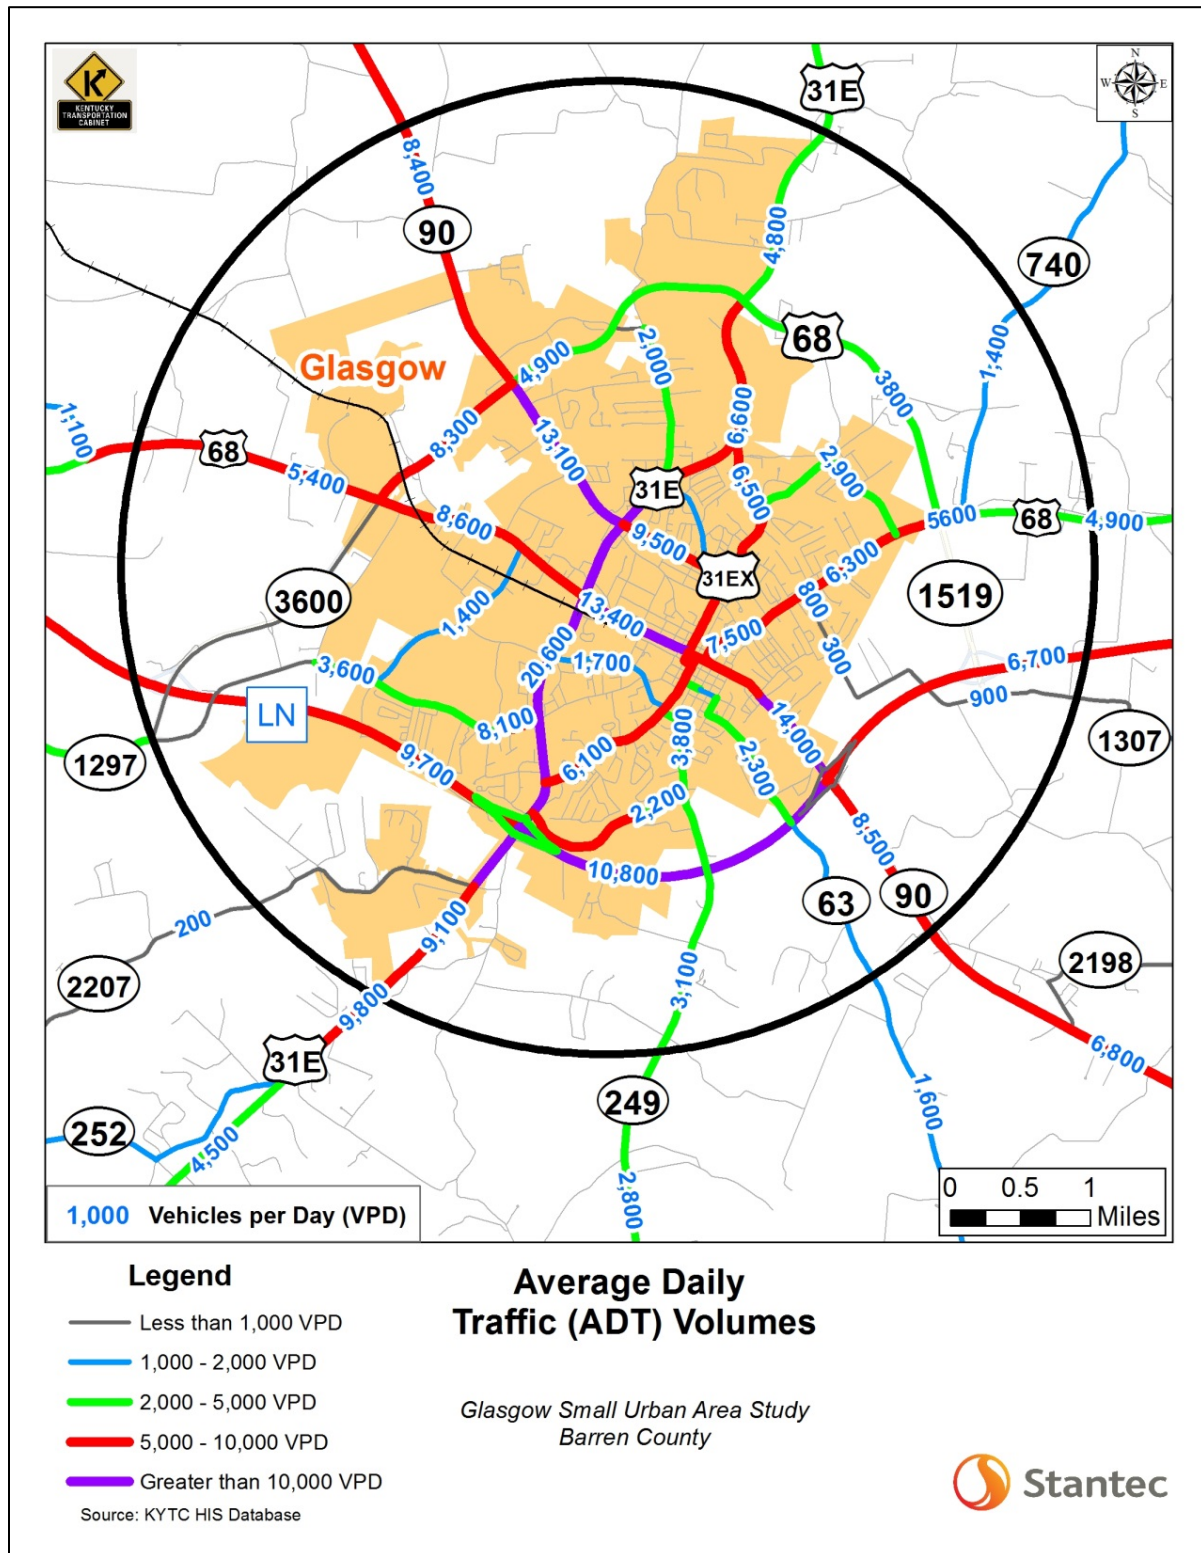 KENTUCKY
TRANSPORTATION
CABINET
N
W E
S
31E
8,400
90
4,800
740
68
Glasgow
4,900
2,000
1,400
3800
1,100
68
8,300
13,100
6,600
5,400
8,600
31E
6,500
2,900
9,500
5600
68
4,900
6,300
31EX
3600
1,400
13,400
800
1519
7,500
300
20,600
1,700
3,600
6,700
900
LN
8,100
14,000
1297
9,700
6,100
3,800
2,300
1307
2,200
8,500
10,800
63
90
200
9,100
2207
3,100
2198
9,800
31E
6,800
249
1,600
252
4,500
2,800
0 0.5 1
Miles
1,000 Vehicles per Day (VPD)
Legend
Less than 1,000 VPD
1,000 - 2,000 VPD
2,000 - 5,000 VPD
5,000 - 10,000 VPD
Greater than 10,000 VPD
Source: KYTC HIS Database
Average Daily
Traffic (ADT) Volumes
Glasgow Small Urban Area Study
Barren County
Stantec